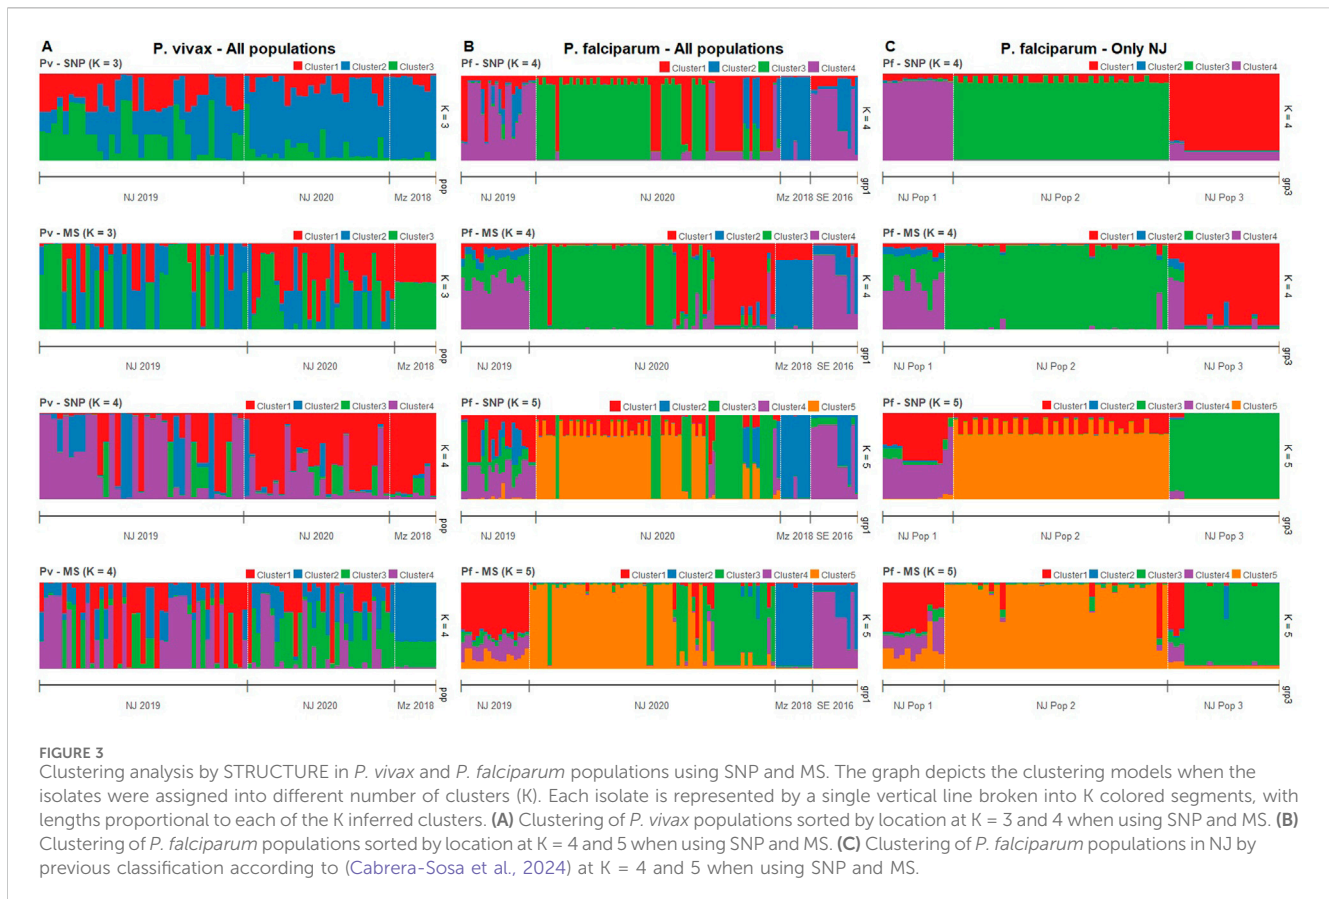 A
P. vivax - All populations
Pv - SNP (K = 3)
Cluster1 Cluster2 Cluster3
K = 3
pop
NJ 2019 NJ 2020 Mz 2018
Pv - MS (K = 3)
Cluster1 Cluster2 Cluster3
K = 3
pop
NJ 2019 NJ 2020 Mz 2018
Pv - SNP (K = 4)
Cluster1 Cluster2 Cluster3 Cluster4
K = 4
pop
NJ 2019 NJ 2020 Mz 2018
Pv - MS (K = 4)
Cluster1 Cluster2 Cluster3 Cluster4
K = 4
pop
NJ 2019 NJ 2020 Mz 2018
B
P. falciparum - All populations
Pf - SNP (K = 4)
Cluster1 Cluster2 Cluster3 Cluster4
K = 4
grp1
NJ 2019 NJ 2020 Mz 2018 SE 2016
Pf - MS (K = 4)
Cluster1 Cluster2 Cluster3 Cluster4
K = 4
grp1
NJ 2019 NJ 2020 Mz 2018 SE 2016
Pf - SNP (K = 5)
Cluster1 Cluster2 Cluster3 Cluster4 Cluster5
K = 5
grp1
NJ 2019 NJ 2020 Mz 2018 SE 2016
Pf - MS (K = 5)
Cluster1 Cluster2 Cluster3 Cluster4 Cluster5
K = 5
grp1
NJ 2019 NJ 2020 Mz 2018 SE 2016
C
P. falciparum - Only NJ
Pf - SNP (K = 4)
Cluster1 Cluster2 Cluster3 Cluster4
K = 4
grp3
NJ Pop 1 NJ Pop 2 NJ Pop 3
Pf - MS (K = 4)
Cluster1 Cluster2 Cluster3 Cluster4
K = 4
grp3
NJ Pop 1 NJ Pop 2 NJ Pop 3
Pf - SNP (K = 5)
Cluster1 Cluster2 Cluster3 Cluster4 Cluster5
K = 5
grp3
NJ Pop 1 NJ Pop 2 NJ Pop 3
Pf - MS (K = 5)
Cluster1 Cluster2 Cluster3 Cluster4 Cluster5
K = 5
grp3
NJ Pop 1 NJ Pop 2 NJ Pop 3
FIGURE 3
Clustering analysis by STRUCTURE in P. vivax and P. falciparum populations using SNP and MS. The graph depicts the clustering models when the
isolates were assigned into different number of clusters (K). Each isolate is represented by a single vertical line broken into K colored segments, with
lengths proportional to each of the K inferred clusters. (A) Clustering of P. vivax populations sorted by location at K = 3 and 4 when using SNP and MS. (B)
Clustering of P. falciparum populations sorted by location at K = 4 and 5 when using SNP and MS. (C) Clustering of P. falciparum populations in NJ by
previous classification according to (Cabrera-Sosa et al., 2024) at K = 4 and 5 when using SNP and MS.